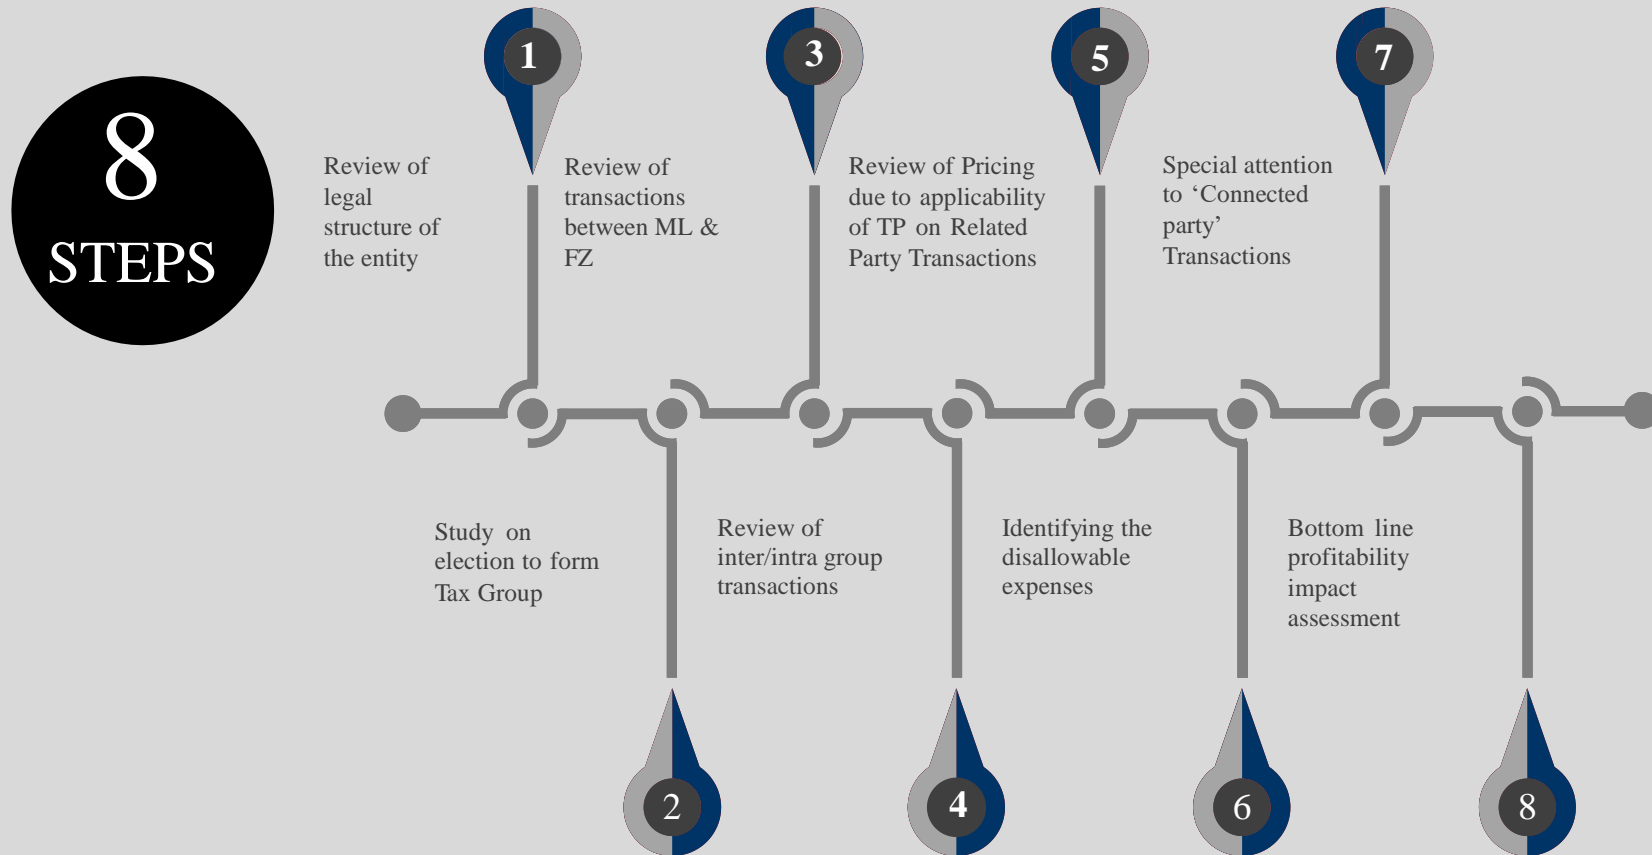 8
STEPS
1
Review of
legal
structure of
the entity
2
Study on
election to form
Tax Group
3
Review of
transactions
between ML &
FZ
4
Review of
inter/intra group
transactions
5
Review of Pricing
due to applicability
of TP on Related
Party Transactions
6
Identifying the
disallowable
expenses
7
Special attention
to ‘Connected
party’
Transactions
8
Bottom line
profitability
impact
assessment